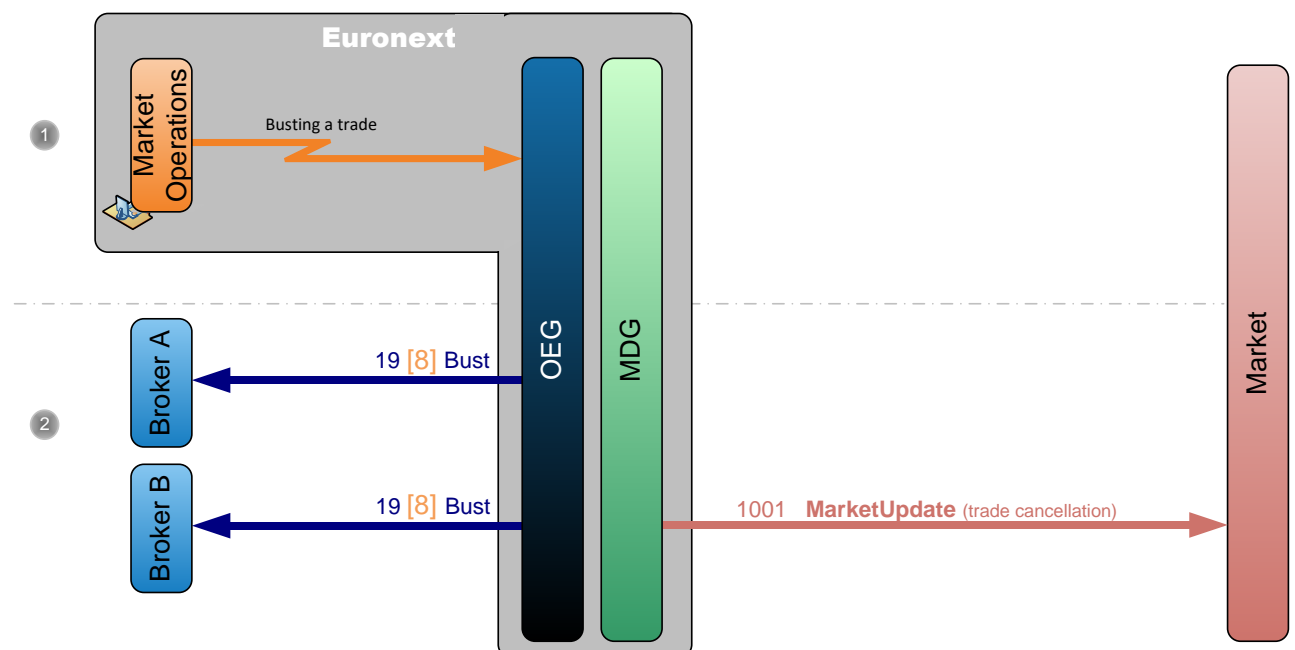 Euronext
1
Market
Operations
Busting a trade
OEG
MDG
Market
2
Broker A
19 [8] Bust
Broker B
19 [8] Bust
1001 MarketUpdate (trade cancellation)